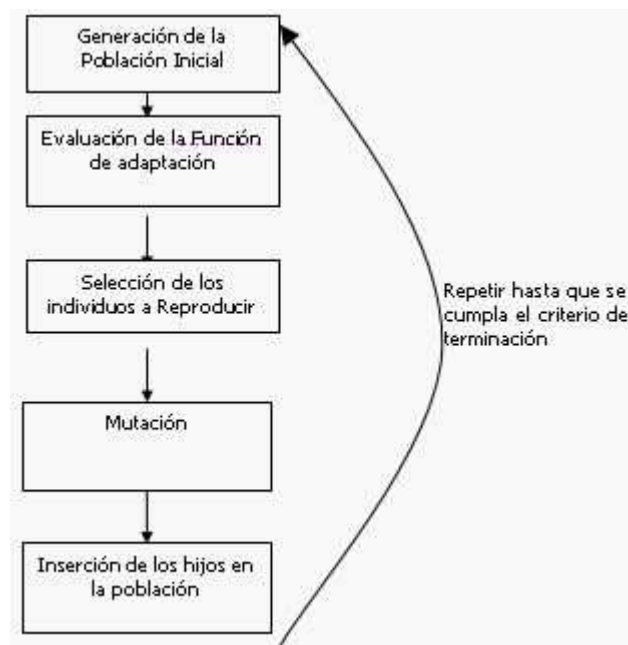 Generación de la
Población Inicial
Evaluación de la Función
de adaptación
Selección de los
individuos a Reproducir
Repetir hasta que se
cumpla el criterio de
terminación
Mutación
Inserción de los hijos en
la población